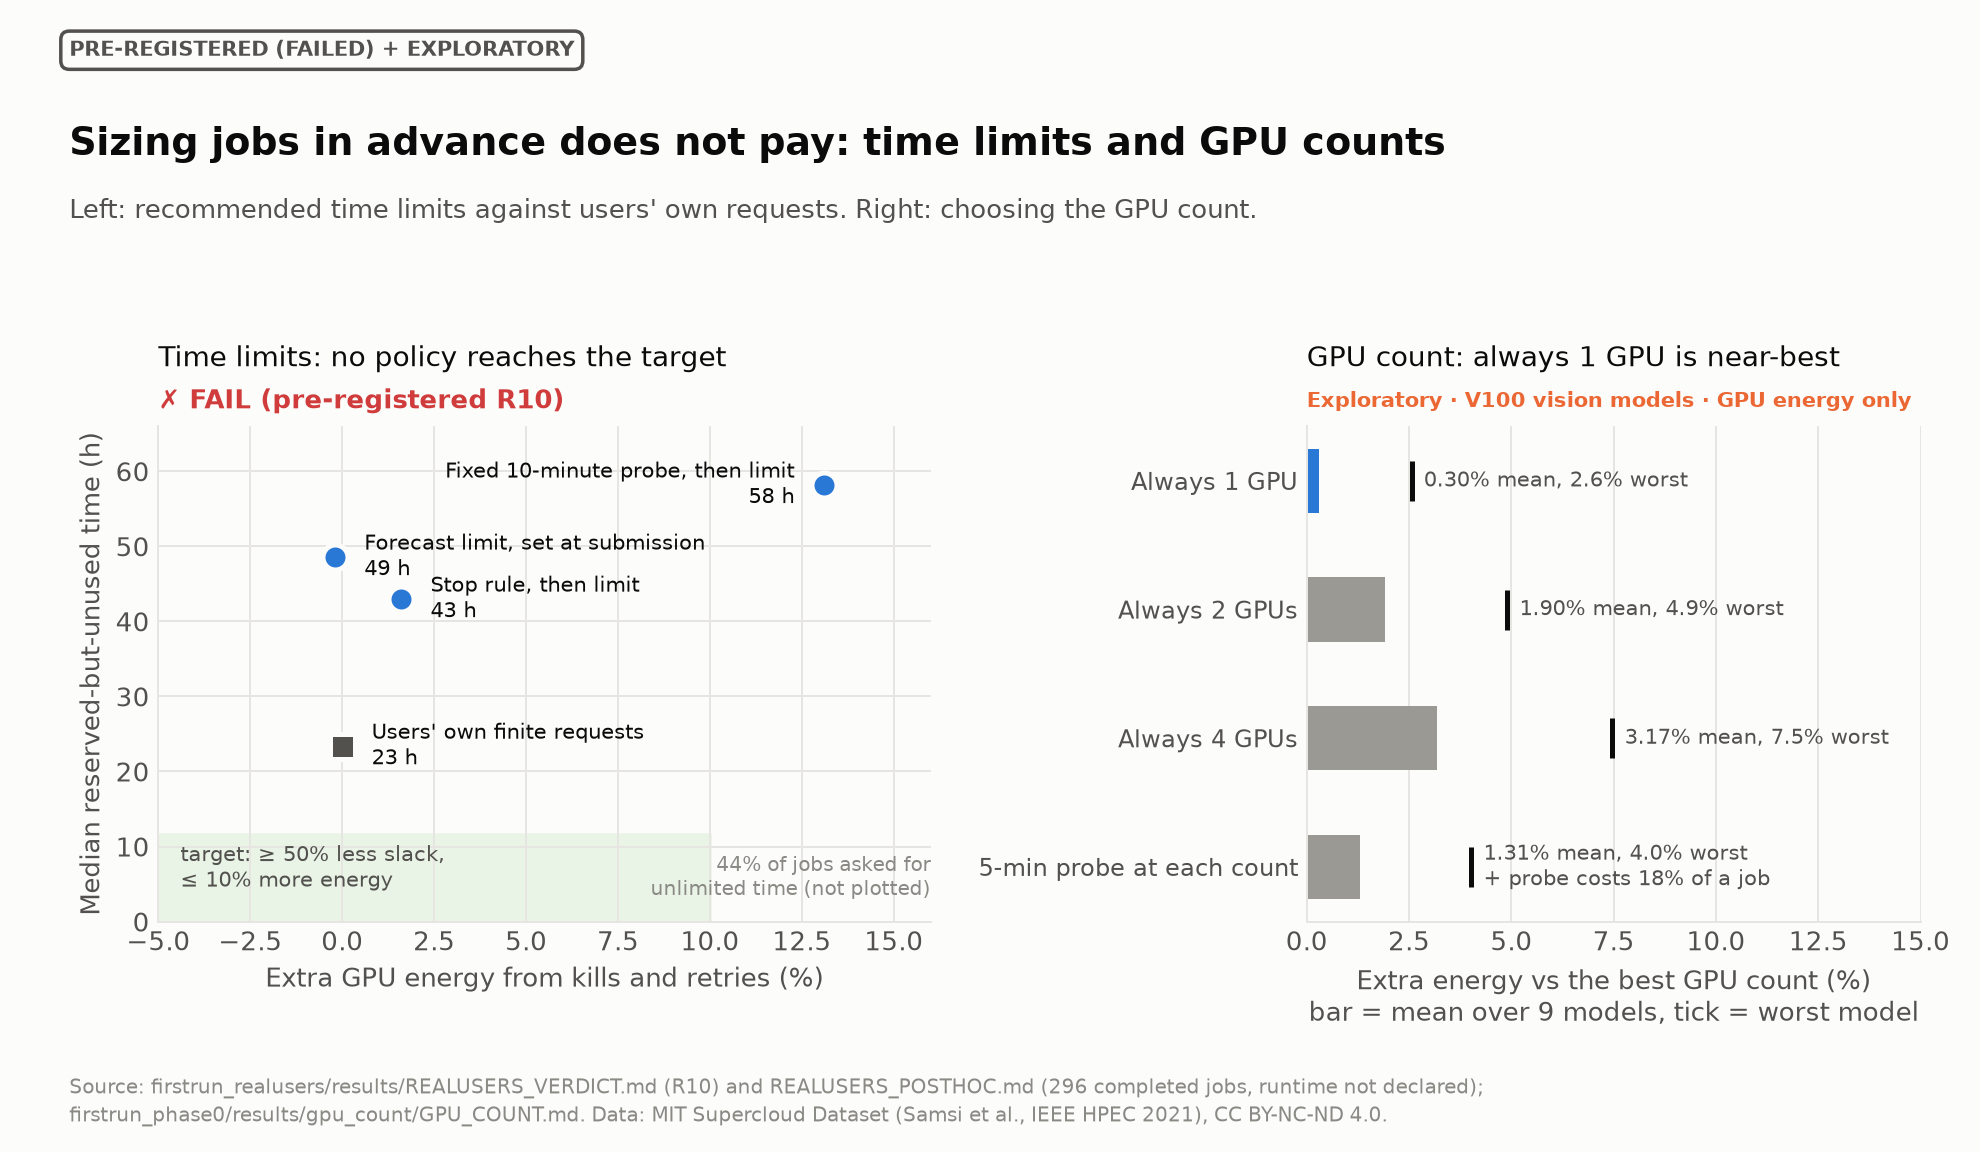 PRE-REGISTERED (FAILED) + EXPLORATORY
Sizing jobs in advance does not pay: time limits and GPU counts
Left: recommended time limits against users' own requests. Right: choosing the GPU count.
Time limits: no policy reaches the target
✗ FAIL (pre-registered R10)
Median reserved-but-unused time (h)
60
50
40
30
20
10
0
Fixed 10-minute probe, then limit
58 h
Forecast limit, set at submission
49 h
Stop rule, then limit
43 h
Users' own finite requests
23 h
target: ≥ 50% less slack,
≤ 10% more energy
44% of jobs asked for
unlimited time (not plotted)
−5.0 −2.5 0.0 2.5 5.0 7.5 10.0 12.5 15.0
Extra GPU energy from kills and retries (%)
GPU count: always 1 GPU is near-best
Exploratory · V100 vision models · GPU energy only
Always 1 GPU
0.30% mean, 2.6% worst
Always 2 GPUs
1.90% mean, 4.9% worst
Always 4 GPUs
3.17% mean, 7.5% worst
5-min probe at each count
1.31% mean, 4.0% worst
+ probe costs 18% of a job
0.0 2.5 5.0 7.5 10.0 12.5 15.0
Extra energy vs the best GPU count (%)
bar = mean over 9 models, tick = worst model
Source: firstrun_realusers/results/REALUSERS_VERDICT.md (R10) and REALUSERS_POSTHOC.md (296 completed jobs, runtime not declared);
firstrun_phase0/results/gpu_count/GPU_COUNT.md. Data: MIT Supercloud Dataset (Samsi et al., IEEE HPEC 2021), CC BY-NC-ND 4.0.